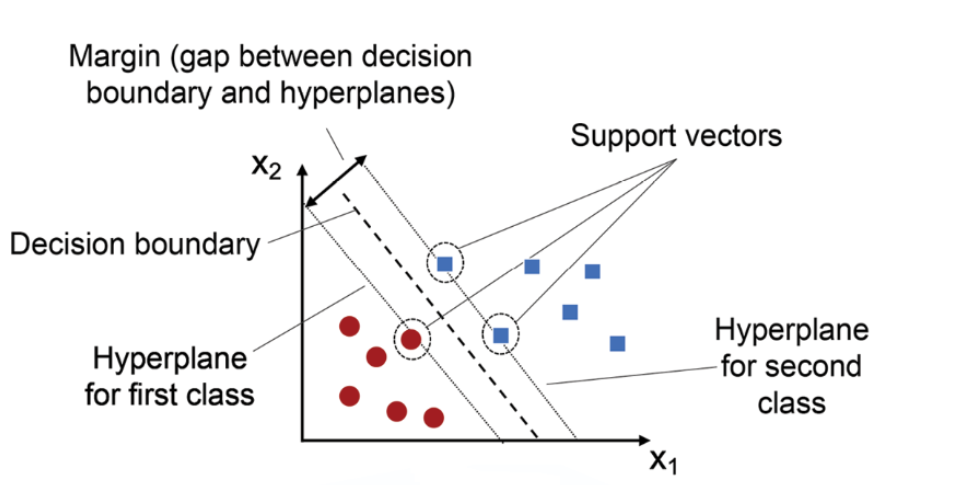 Margin (gap between decision
boundary and hyperplanes)
Support vectors
X2
Decision boundary
Hyperplane
for first class
Hyperplane
for second
class
X1